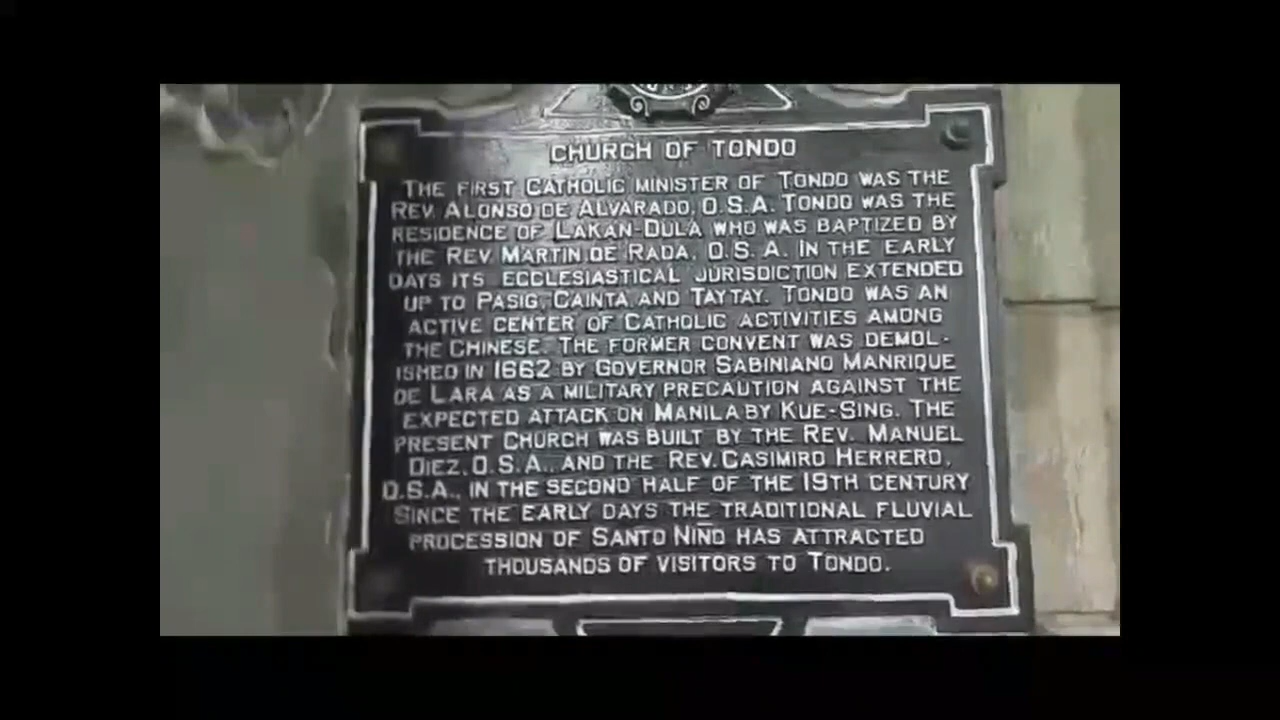 CHURCH OF TONDO
THE FIRST CATHOLIC MINISTER OF TONDO WAS THE
REV. ALONSO DE ALVARADO, O.S.A. TONDO WAS THE
RESIDENCE OF LAKAN-DULA WHO WAS BAPTIZED BY
THE REV. MARTIN DE RADA, O.S.A. IN THE EARLY
DAYS ITS ECCLESIASTICAL JURISDICTION EXTENDED
UP TO PASIG, CAINTA AND TAYTAY. TONDO WAS AN
ACTIVE CENTER OF CATHOLIC ACTIVITIES AMONG
THE CHINESE. THE FORMER CONVENT WAS DEMOL-
ISHED IN 1662 BY GOVERNOR SABINIANO MANRIQUE
DE LARA AS A MILITARY PRECAUTION AGAINST THE
EXPECTED ATTACK ON MANILA BY KUE-SING. THE
PRESENT CHURCH WAS BUILT BY THE REV. MANUEL
DIEZ, O.S.A., AND THE REV. CASIMIRO HERRERO,
O.S.A., IN THE SECOND HALF OF THE 19TH CENTURY
SINCE THE EARLY DAYS THE TRADITIONAL FLUVIAL
PROCESSION OF SANTO NIÑO HAS ATTRACTED
THOUSANDS OF VISITORS TO TONDO.